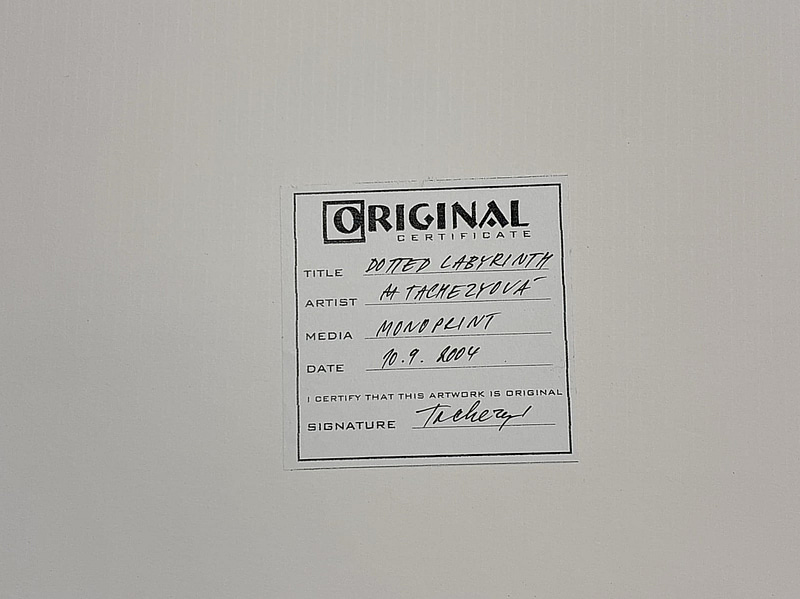 ORIGINAL
CERTIFICATE
TITLE DOTTED LABYRINTH
ARTIST M TACHEZYOVÁ
MEDIA MONOPRINT
DATE 10.9. 2004
I CERTIFY THAT THIS ARTWORK IS ORIGINAL
SIGNATURE Tachezy